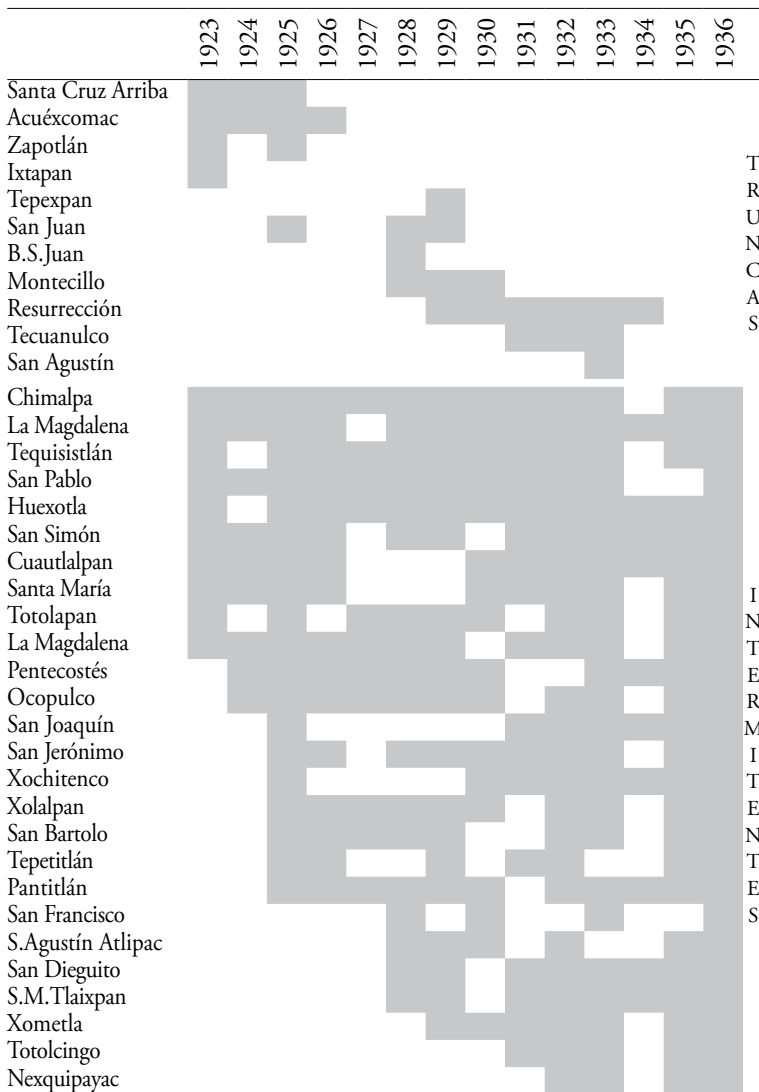 1923 1924 1925 1926 1927 1928 1929 1930 1931 1932 1933 1934 1935 1936
Santa Cruz Arriba
Acuéxcomac
Zapotlán
Ixtapan
Tepexpan
San Juan
B.S.Juan
Montecillo
Resurrección
Tecuanulco
San Agustín
TRUNCAS
Chimalpa
La Magdalena
Tequisistlán
San Pablo
Huexotla
San Simón
Cuautlalpan
Santa María
Totolapan
La Magdalena
Pentecostés
Ocopulco
San Joaquín
San Jerónimo
Xochitenco
Xolalpan
San Bartolo
Tepetitlán
Pantitlán
San Francisco
S.Agustín Atlipac
San Dieguito
S.M.Tlaixpan
Xometla
Totolcingo
Nexquipayac
INTERMITENTES